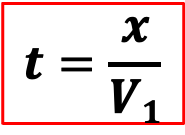 t = x / V₁